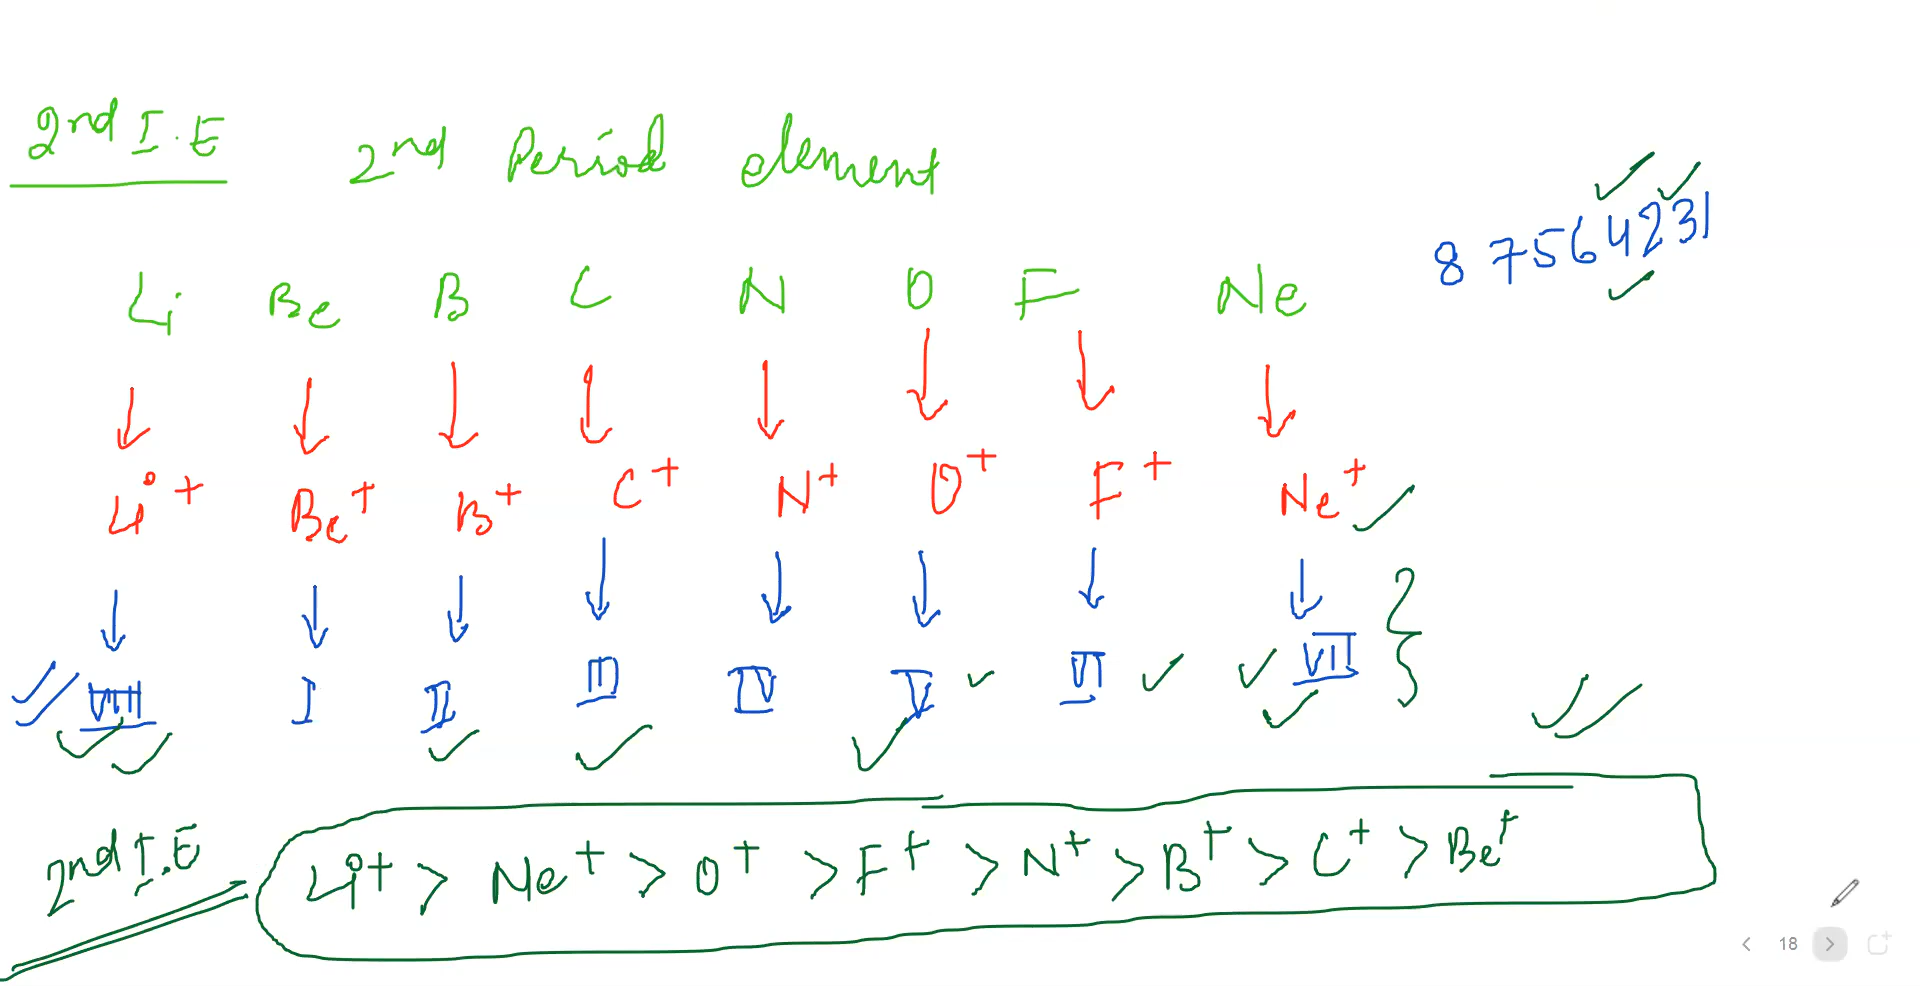 2nd I.E 2nd Period element
8 7 5 6 4 2 3 1
Li Be B C N O F Ne
Li+ Be+ B+ C+ N+ O+ F+ Ne+
VIII I II III IV V VI VII
2nd I.E Li+ > Ne+ > O+ > F+ > N+ > B+ > C+ > Be+
18